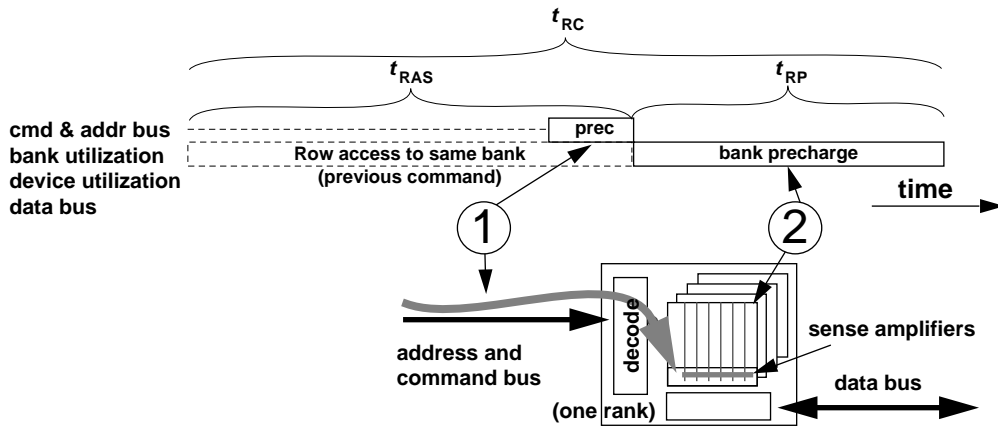 tRC
tRAS
tRP
cmd & addr bus
prec
bank utilization
Row access to same bank
bank precharge
device utilization
(previous command)
data bus
time
1
2
decode
sense amplifiers
address and
command bus
data bus
(one rank)